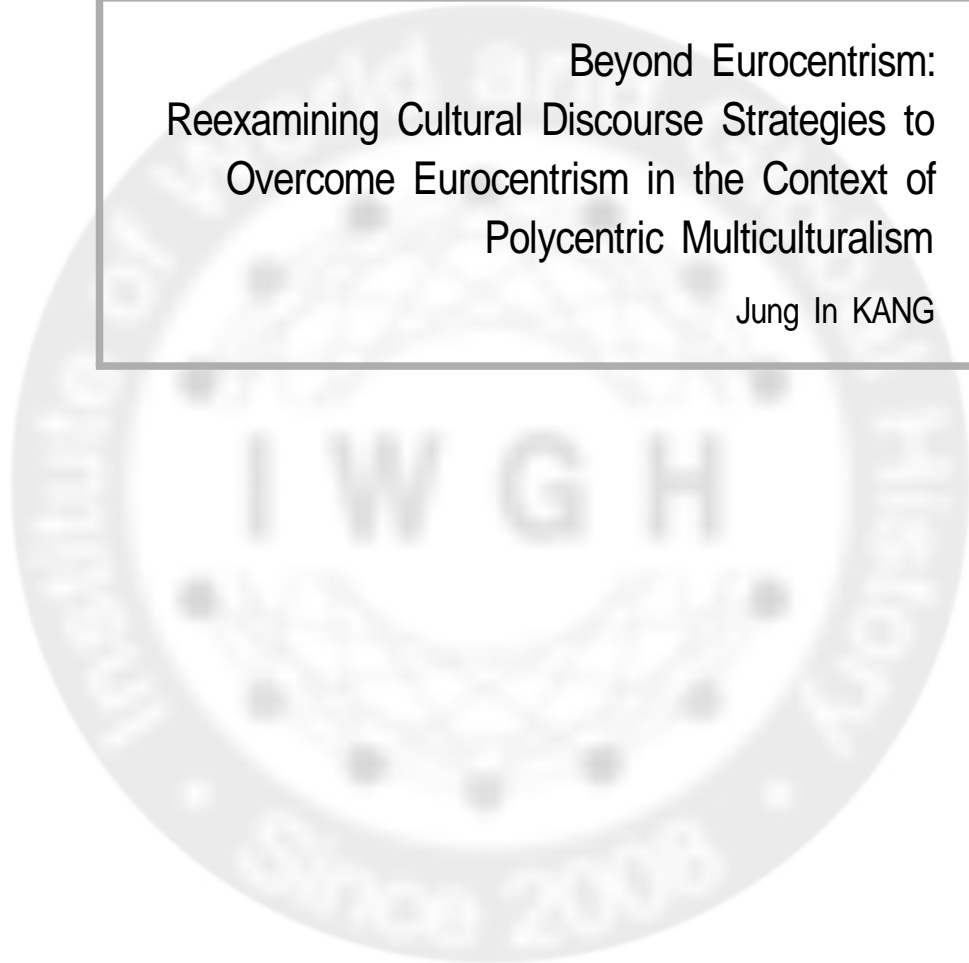 Beyond Eurocentrism:
Reexamining Cultural Discourse Strategies to
Overcome Eurocentrism in the Context of
Polycentric Multiculturalism
Jung In KANG
I W G H
Since 2008